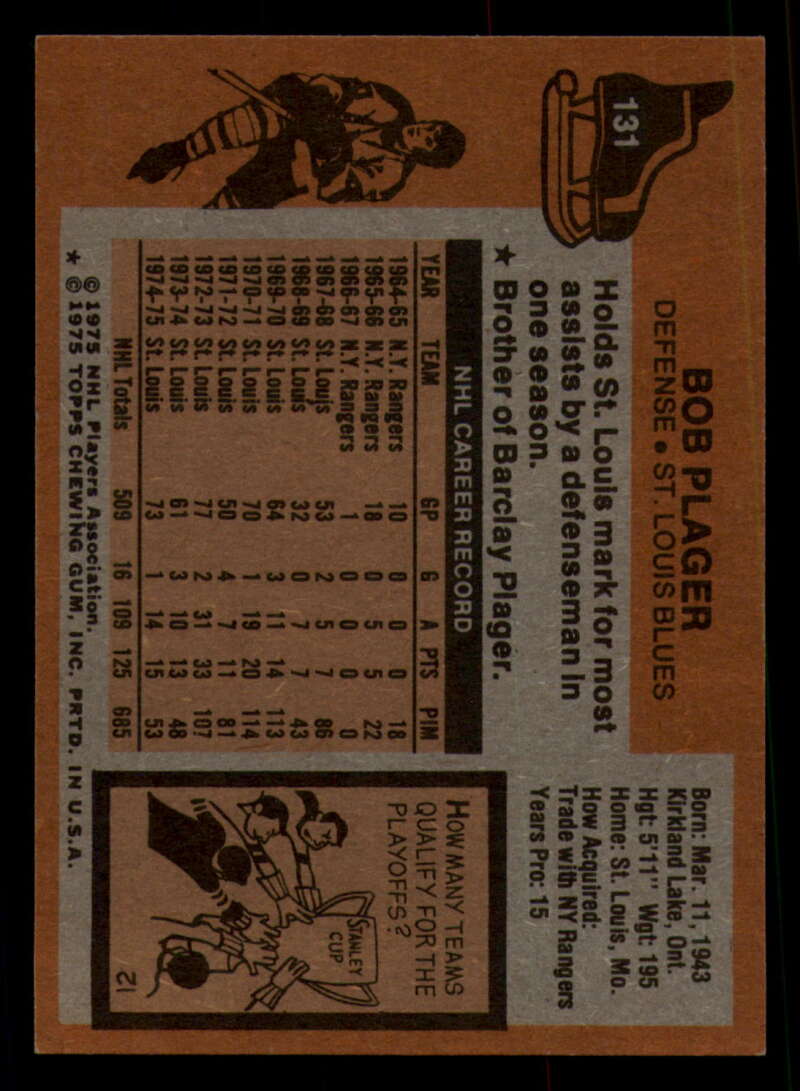 131
BOB PLAGER
DEFENSE • ST. LOUIS BLUES
Holds St. Louis mark for most
assists by a defenseman in
one season.
★ Brother of Barclay Plager.
Born: Mar. 11, 1943
Kirkland Lake, Ont.
Hgt: 5'11" Wgt: 195
Home: St. Louis, Mo.
How Acquired:
Trade with NY Rangers
Years Pro: 15
NHL CAREER RECORD
YEAR TEAM GP G A PTS PIM
1964-65 N.Y. Rangers 10 0 0 0 18
1965-66 N.Y. Rangers 18 0 5 5 22
1966-67 N.Y. Rangers 1 0 0 0 0
1967-68 St. Louis 53 2 5 7 86
1968-69 St. Louis 32 0 7 7 43
1969-70 St. Louis 64 3 11 14 113
1970-71 St. Louis 70 1 19 20 114
1971-72 St. Louis 50 4 7 11 81
1972-73 St. Louis 77 2 31 33 107
1973-74 St. Louis 61 3 10 13 48
1974-75 St. Louis 73 1 14 15 53
NHL Totals 509 16 109 125 685
HOW MANY TEAMS
QUALIFY FOR THE
PLAYOFFS?
STANLEY
CUP
12
© 1975 NHL Players Association.
★ © 1975 TOPPS CHEWING GUM, INC. PRTD. IN U.S.A.